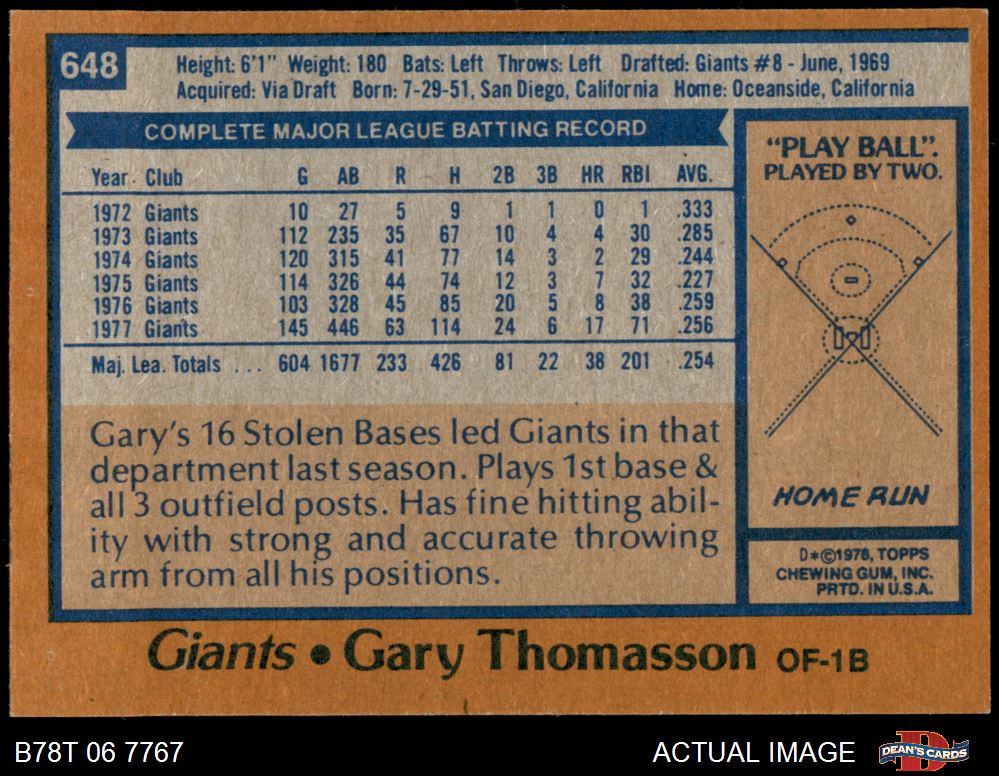 648
Height: 6'1" Weight: 180 Bats: Left Throws: Left Drafted: Giants #8 - June, 1969
Acquired: Via Draft Born: 7-29-51, San Diego, California Home: Oceanside, California
COMPLETE MAJOR LEAGUE BATTING RECORD
Year Club G AB R H 2B 3B HR RBI AVG.
1972 Giants 10 27 5 9 1 1 0 1 .333
1973 Giants 112 235 35 67 10 4 4 30 .285
1974 Giants 120 315 41 77 14 3 2 29 .244
1975 Giants 114 326 44 74 12 3 7 32 .227
1976 Giants 103 328 45 85 20 5 8 38 .259
1977 Giants 145 446 63 114 24 6 17 71 .256
Maj. Lea. Totals ... 604 1677 233 426 81 22 38 201 .254
Gary's 16 Stolen Bases led Giants in that
department last season. Plays 1st base &
all 3 outfield posts. Has fine hitting abil-
ity with strong and accurate throwing
arm from all his positions.
"PLAY BALL".
PLAYED BY TWO.
HOME RUN
D*©1978, TOPPS
CHEWING GUM, INC.
PRTD. IN U.S.A.
Giants • Gary Thomasson OF-1B
B78T 06 7767
ACTUAL IMAGE
DEAN'S CARDS